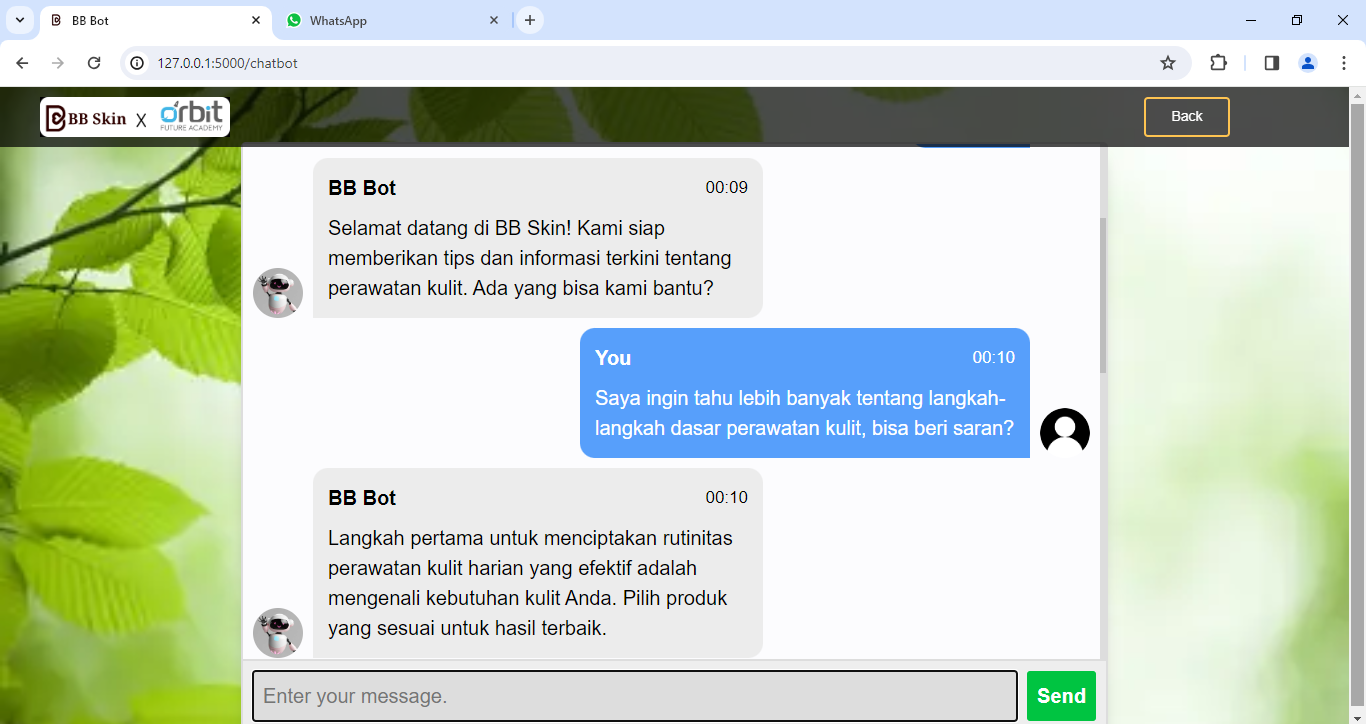 BB Bot
WhatsApp
127.0.0.1:5000/chatbot
BB Skin X orbit
FUTURE ACADEMY
Back
BB Bot 00:09
Selamat datang di BB Skin! Kami siap
memberikan tips dan informasi terkini tentang
perawatan kulit. Ada yang bisa kami bantu?
You 00:10
Saya ingin tahu lebih banyak tentang langkah-
langkah dasar perawatan kulit, bisa beri saran?
BB Bot 00:10
Langkah pertama untuk menciptakan rutinitas
perawatan kulit harian yang efektif adalah
mengenali kebutuhan kulit Anda. Pilih produk
yang sesuai untuk hasil terbaik.
Enter your message.
Send